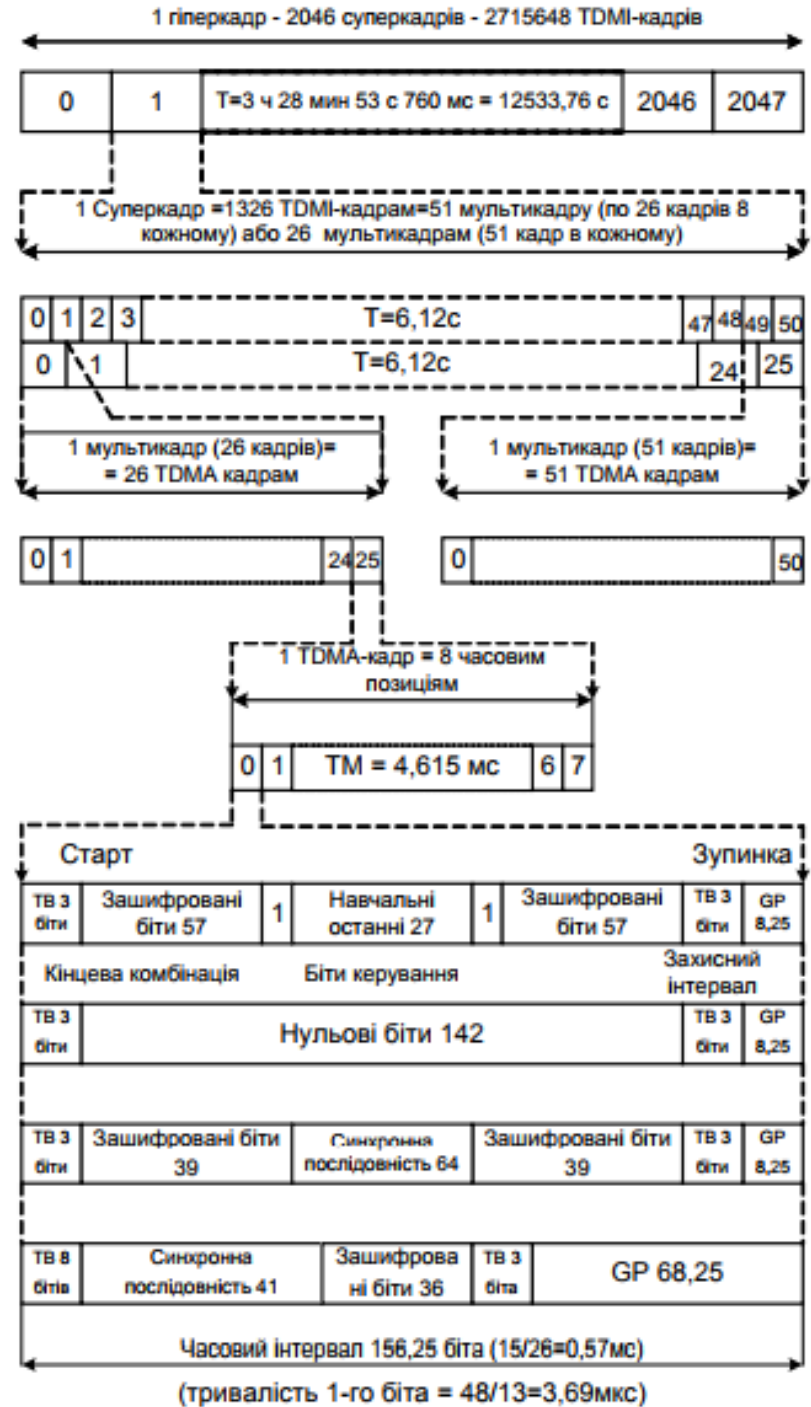 1 гіперкадр - 2046 суперкадрів - 2715648 TDMI-кадрів
0 1 T=3 ч 28 мин 53 с 760 мс = 12533,76 с 2046 2047
1 Суперкадр =1326 TDMI-кадрам=51 мультикадру (по 26 кадрів 8
кожному) або 26 мультикадрам (51 кадр в кожному)
0 1 2 3 T=6,12с 47 48 49 50
0 1 T=6,12с 24 25
1 мультикадр (26 кадрів)=
= 26 TDMA кадрам
1 мультикадр (51 кадрів)=
= 51 TDMA кадрам
0 1 24 25 0 50
1 TDMA-кадр = 8 часовим
позиціям
0 1 TM = 4,615 мс 6 7
Старт Зупинка
ТВ 3 біти Зашифровані біти 57 1 Навчальні останні 27 1 Зашифровані біти 57 ТВ 3 біти GP 8,25
Кінцева комбінація Біти керування Захисний інтервал
ТВ 3 біти Нульові біти 142 ТВ 3 біти GP 8,25
ТВ 3 біти Зашифровані біти 39 Синхронна послідовність 64 Зашифровані біти 39 ТВ 3 біти GP 8,25
ТВ 8 бітів Синхронна послідовність 41 Зашифрова ні біти 36 ТВ 3 біта GP 68,25
Часовий інтервал 156,25 біта (15/26=0,57мс)
(тривалість 1-го біта = 48/13=3,69мкс)